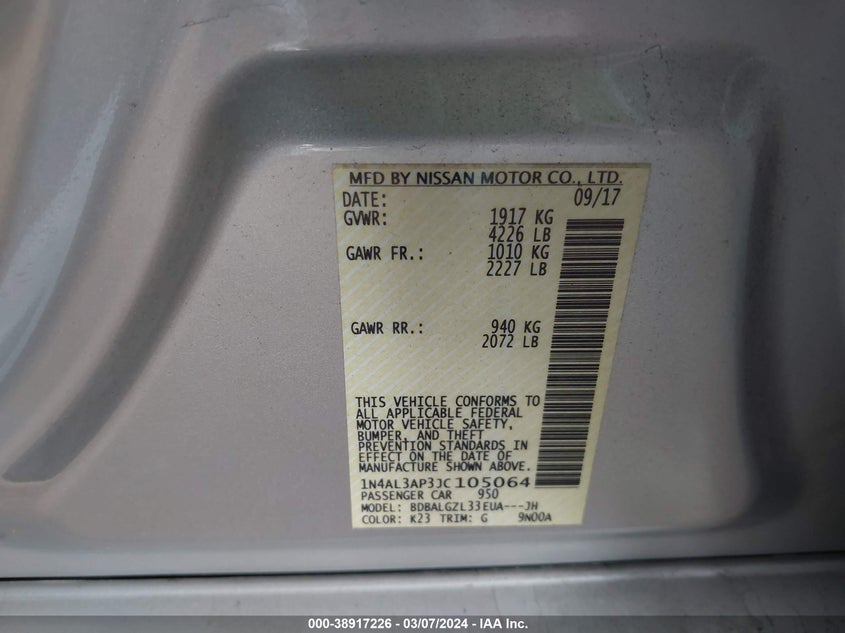 MFD BY NISSAN MOTOR CO., LTD.
DATE: 09/17
GVWR: 1917 KG
4226 LB
GAWR FR.: 1010 KG
2227 LB
GAWR RR.: 940 KG
2072 LB
THIS VEHICLE CONFORMS TO
ALL APPLICABLE FEDERAL
MOTOR VEHICLE SAFETY,
BUMPER, AND THEFT
PREVENTION STANDARDS IN
EFFECT ON THE DATE OF
MANUFACTURE SHOWN ABOVE.
1N4AL3AP3JC105064
PASSENGER CAR 950
MODEL: BDBALGZL33EUA---JH
COLOR: K23 TRIM: G 9N00A
000-38917226 - 03/07/2024 - IAA Inc.